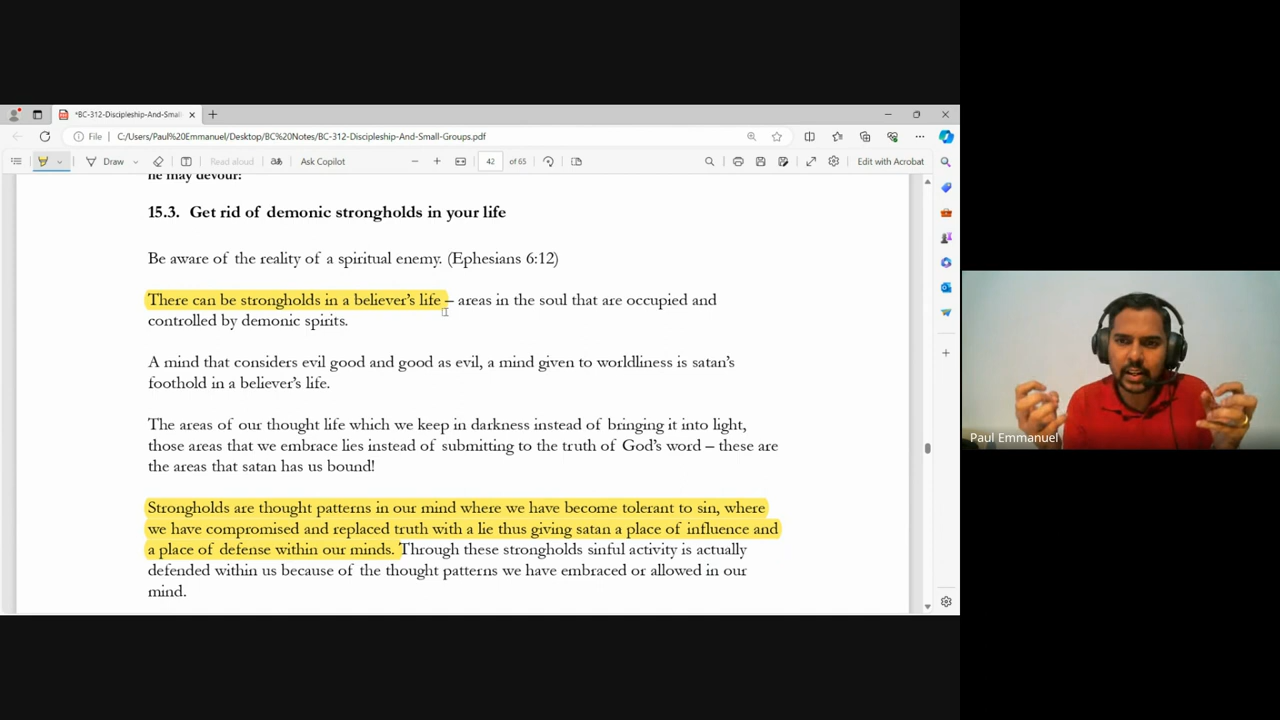 *BC-312-Discipleship-And-Small-
File
C:/Users/Paul%20Emmanuel/Desktop/BC%20Notes/BC-312-Discipleship-And-Small-Groups.pdf
Draw
Read aloud
Ask Copilot
42 of 65
Edit with Acrobat
he may devour:
15.3. Get rid of demonic strongholds in your life
Be aware of the reality of a spiritual enemy. (Ephesians 6:12)
There can be strongholds in a believer's life – areas in the soul that are occupied and
controlled by demonic spirits.
A mind that considers evil good and good as evil, a mind given to worldliness is satan's
foothold in a believer's life.
The areas of our thought life which we keep in darkness instead of bringing it into light,
those areas that we embrace lies instead of submitting to the truth of God's word – these are
the areas that satan has us bound!
Strongholds are thought patterns in our mind where we have become tolerant to sin, where
we have compromised and replaced truth with a lie thus giving satan a place of influence and
a place of defense within our minds. Through these strongholds sinful activity is actually
defended within us because of the thought patterns we have embraced or allowed in our
mind.
Paul Emmanuel